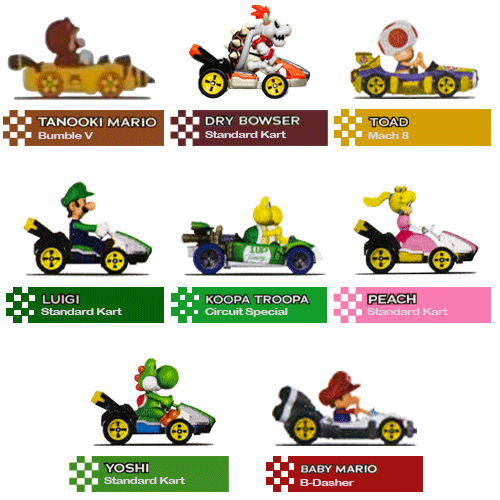 TANOOKI MARIO
Bumble V
DRY BOWSER
Standard Kart
TOAD
Mach 8
LUIGI
Standard Kart
KOOPA TROOPA
Circuit Special
PEACH
Standard Kart
YOSHI
Standard Kart
BABY MARIO
B-Dasher